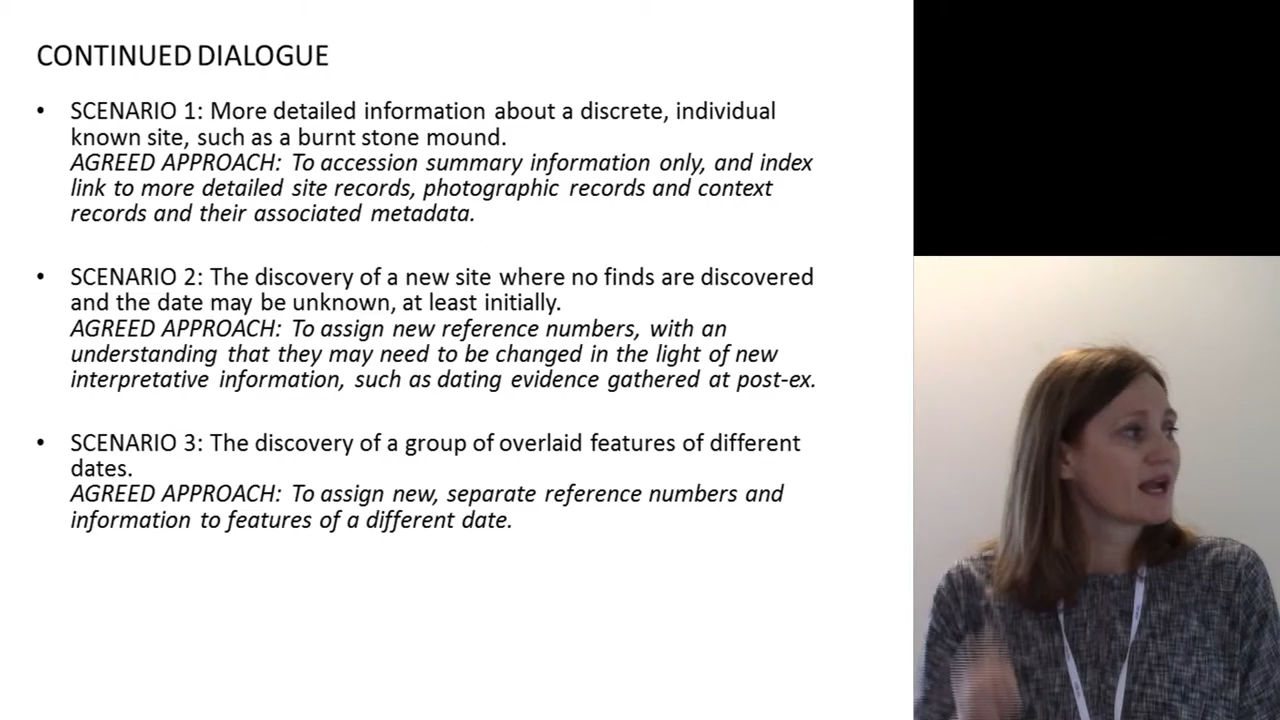 CONTINUED DIALOGUE
• SCENARIO 1: More detailed information about a discrete, individual
known site, such as a burnt stone mound.
AGREED APPROACH: To accession summary information only, and index
link to more detailed site records, photographic records and context
records and their associated metadata.
• SCENARIO 2: The discovery of a new site where no finds are discovered
and the date may be unknown, at least initially.
AGREED APPROACH: To assign new reference numbers, with an
understanding that they may need to be changed in the light of new
interpretative information, such as dating evidence gathered at post-ex.
• SCENARIO 3: The discovery of a group of overlaid features of different
dates.
AGREED APPROACH: To assign new, separate reference numbers and
information to features of a different date.